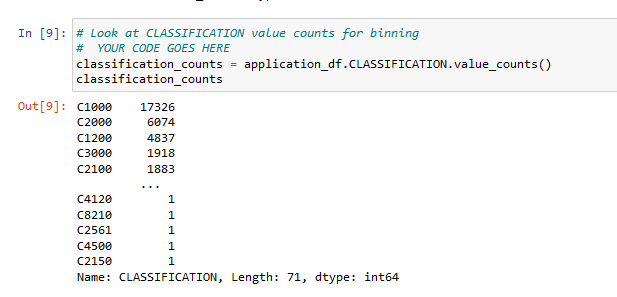 In [9]: # Look at CLASSIFICATION value counts for binning
#  YOUR CODE GOES HERE
classification_counts = application_df.CLASSIFICATION.value_counts()
classification_counts
Out[9]: C1000    17326
C2000     6074
C1200     4837
C3000     1918
C2100     1883
...
C4120        1
C8210        1
C2561        1
C4500        1
C2150        1
Name: CLASSIFICATION, Length: 71, dtype: int64